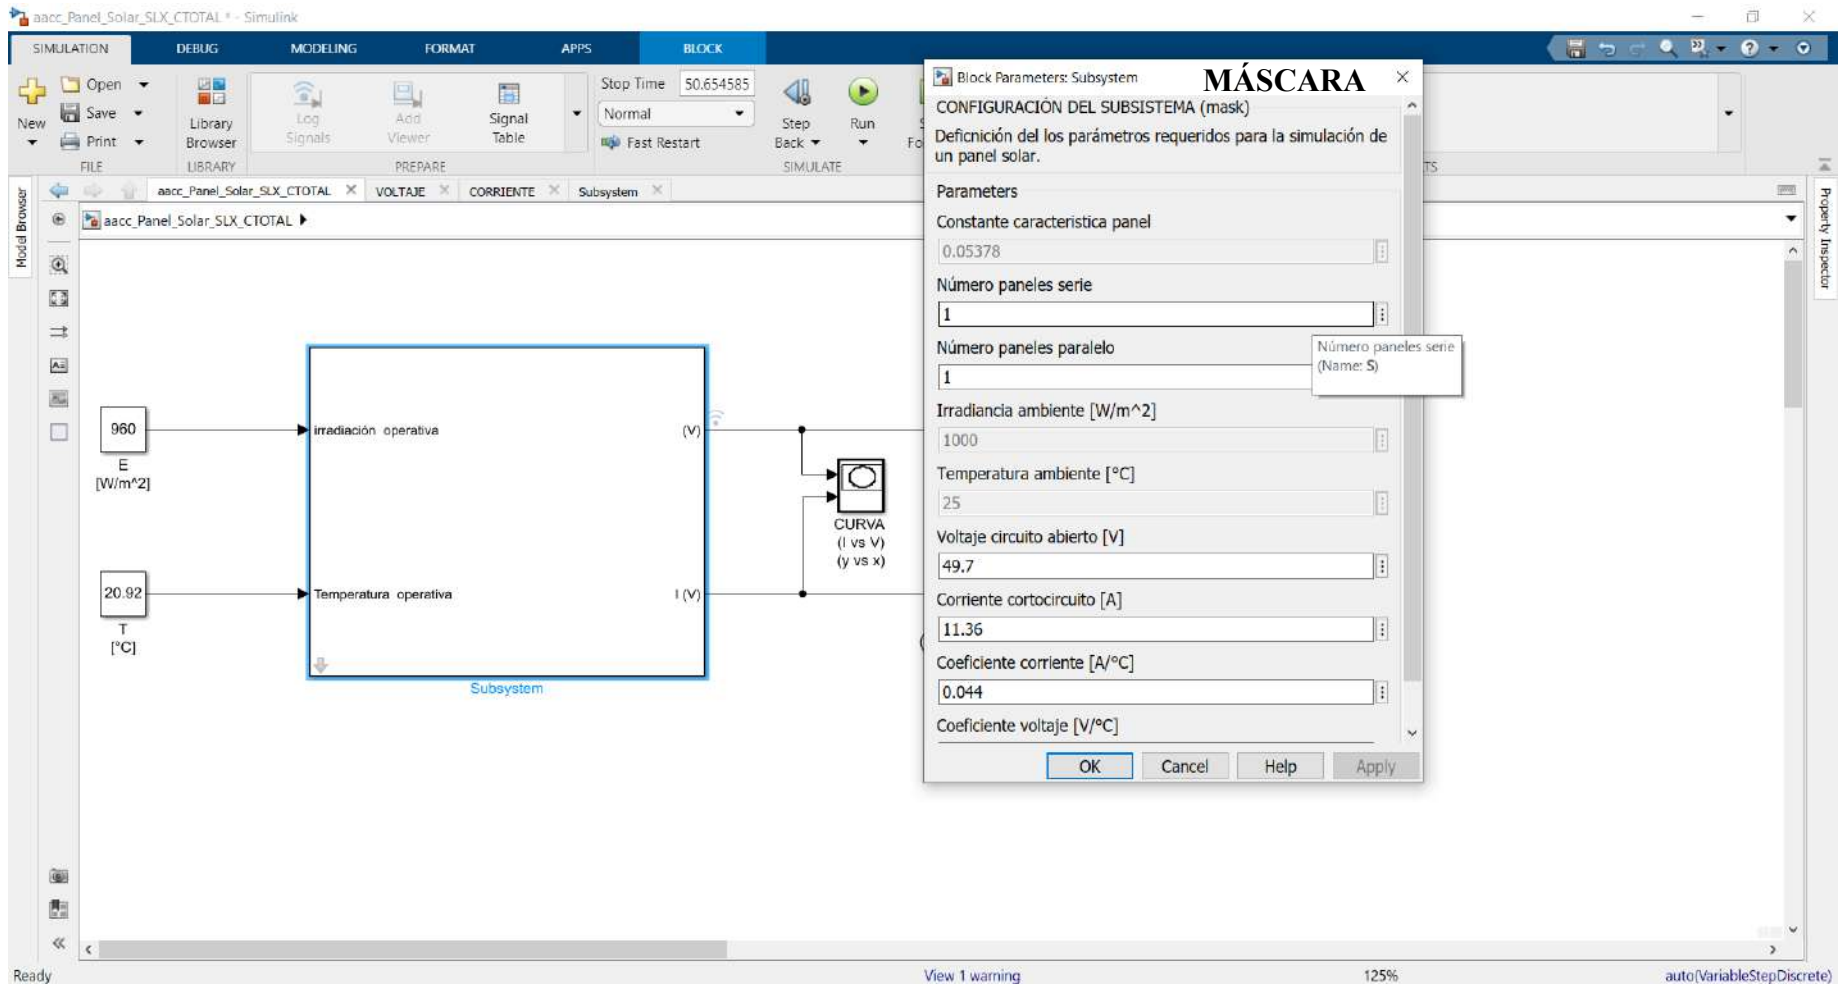 aacc_Panel_Solar_SLX_CTOTAL * - Simulink
SIMULATION DEBUG MODELING FORMAT APPS BLOCK
New
Open
Save
Print
FILE
Library
Browser
LIBRARY
Log
Signals
Add
Viewer
Signal
Table
PREPARE
Stop Time 50.654585
Normal
Fast Restart
Step
Back
Run
SIMULATE
Model Browser
Property Inspector
aacc_Panel_Solar_SLX_CTOTAL VOLTAJE CORRIENTE Subsystem
aacc_Panel_Solar_SLX_CTOTAL
960
E
[W/m^2]
20.92
T
[°C]
irradiación operativa
(V)
Temperatura operativa
I (V)
Subsystem
CURVA
(I vs V)
(y vs x)
Block Parameters: Subsystem
MÁSCARA
CONFIGURACIÓN DEL SUBSISTEMA (mask)
Deficnición del los parámetros requeridos para la simulación de
un panel solar.
Parameters
Constante caracteristica panel
0.05378
Número paneles serie
1
Número paneles paralelo
1
Número paneles serie
(Name: S)
Irradiancia ambiente [W/m^2]
1000
Temperatura ambiente [°C]
25
Voltaje circuito abierto [V]
49.7
Corriente cortocircuito [A]
11.36
Coeficiente corriente [A/°C]
0.044
Coeficiente voltaje [V/°C]
OK Cancel Help Apply
Ready
View 1 warning
125%
auto(VariableStepDiscrete)